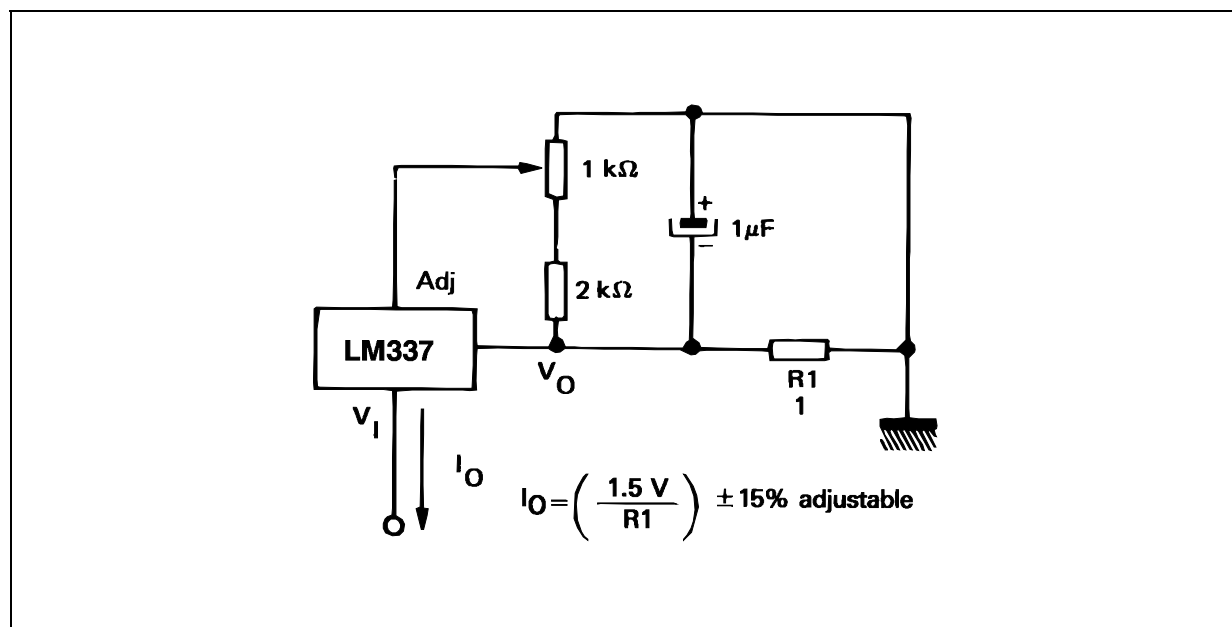 1 kΩ
+
1μF
−
Adj
2 kΩ
LM337
VO
R1
1
VI
IO
IO=(1.5 V/R1) ±15% adjustable